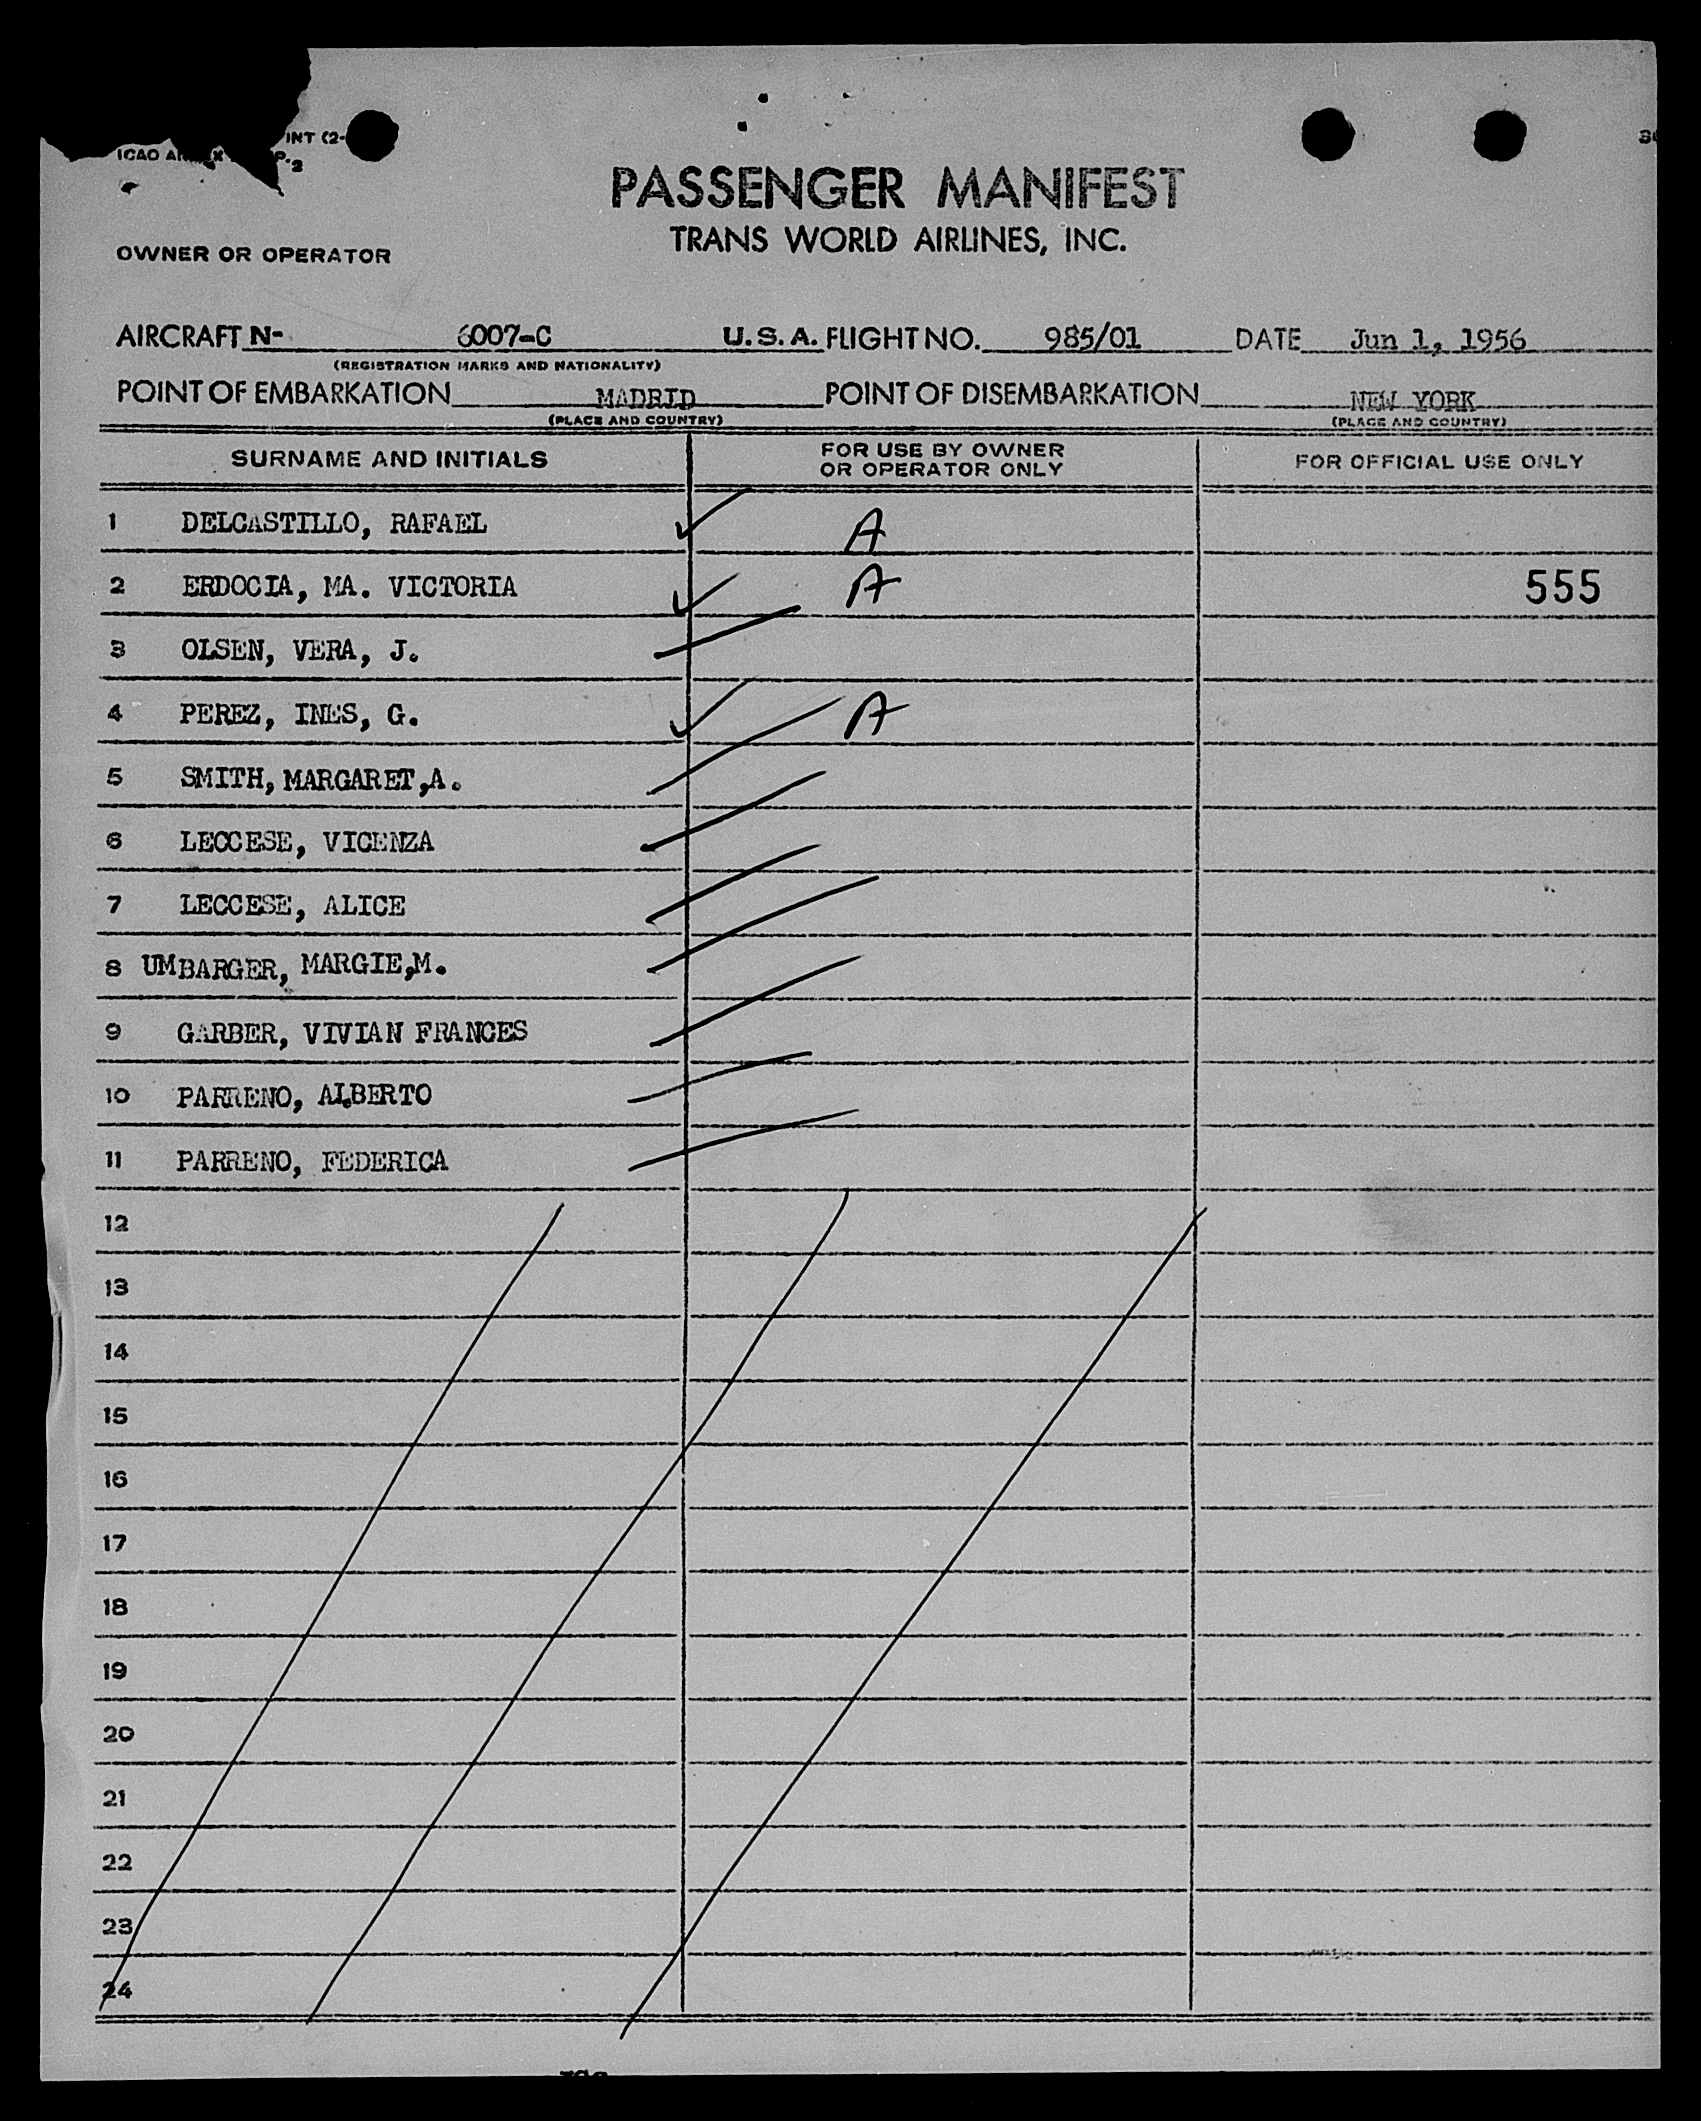 INT (2-
ICAO
P.2
PASSENGER MANIFEST
TRANS WORLD AIRLINES, INC.
OWNER OR OPERATOR
AIRCRAFT N- 6007-C U.S.A. FLIGHT NO. 985/01 DATE Jun 1, 1956
(REGISTRATION MARKS AND NATIONALITY)
POINT OF EMBARKATION MADRID POINT OF DISEMBARKATION NEW YORK
(PLACE AND COUNTRY) (PLACE AND COUNTRY)
SURNAME AND INITIALS FOR USE BY OWNER OR OPERATOR ONLY FOR OFFICIAL USE ONLY
1 DELCASTILLO, RAFAEL A
2 ERDOCIA, MA. VICTORIA A 555
3 OLSEN, VERA, J.
4 PEREZ, INES, G. A
5 SMITH, MARGARET,A.
6 LECCESE, VICENZA
7 LECCESE, ALICE
8 UMBARGER, MARGIE,M.
9 GARBER, VIVIAN FRANCES
10 PARRENO, ALBERTO
11 PARRENO, FEDERICA
12
13
14
15
16
17
18
19
20
21
22
23
24